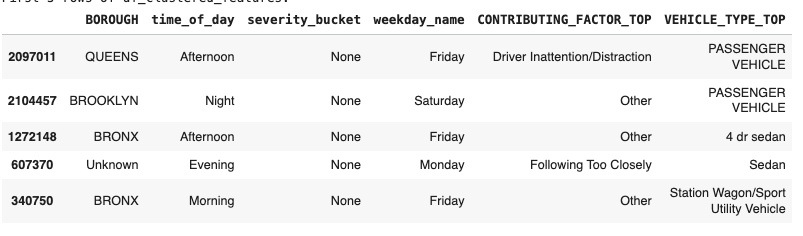 First 5 rows of df_clustered_features:
BOROUGH time_of_day severity_bucket weekday_name CONTRIBUTING_FACTOR_TOP VEHICLE_TYPE_TOP
2097011 QUEENS Afternoon None Friday Driver Inattention/Distraction PASSENGER
VEHICLE
2104457 BROOKLYN Night None Saturday Other PASSENGER
VEHICLE
1272148 BRONX Afternoon None Friday Other 4 dr sedan
607370 Unknown Evening None Monday Following Too Closely Sedan
340750 BRONX Morning None Friday Other Station Wagon/Sport
Utility Vehicle